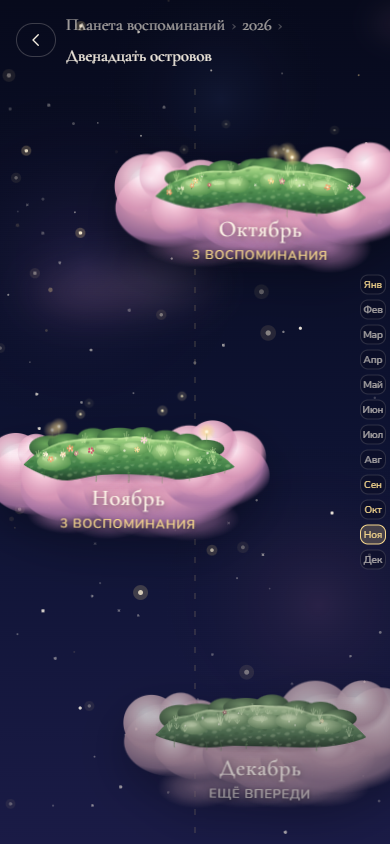 Планета воспоминаний › 2026 ›
Двенадцать островов
Октябрь
3 ВОСПОМИНАНИЯ
Янв
Фев
Мар
Апр
Май
Июн
Июл
Авг
Сен
Окт
Ноя
Дек
Ноябрь
3 ВОСПОМИНАНИЯ
Декабрь
ЕЩЁ ВПЕРЕДИ